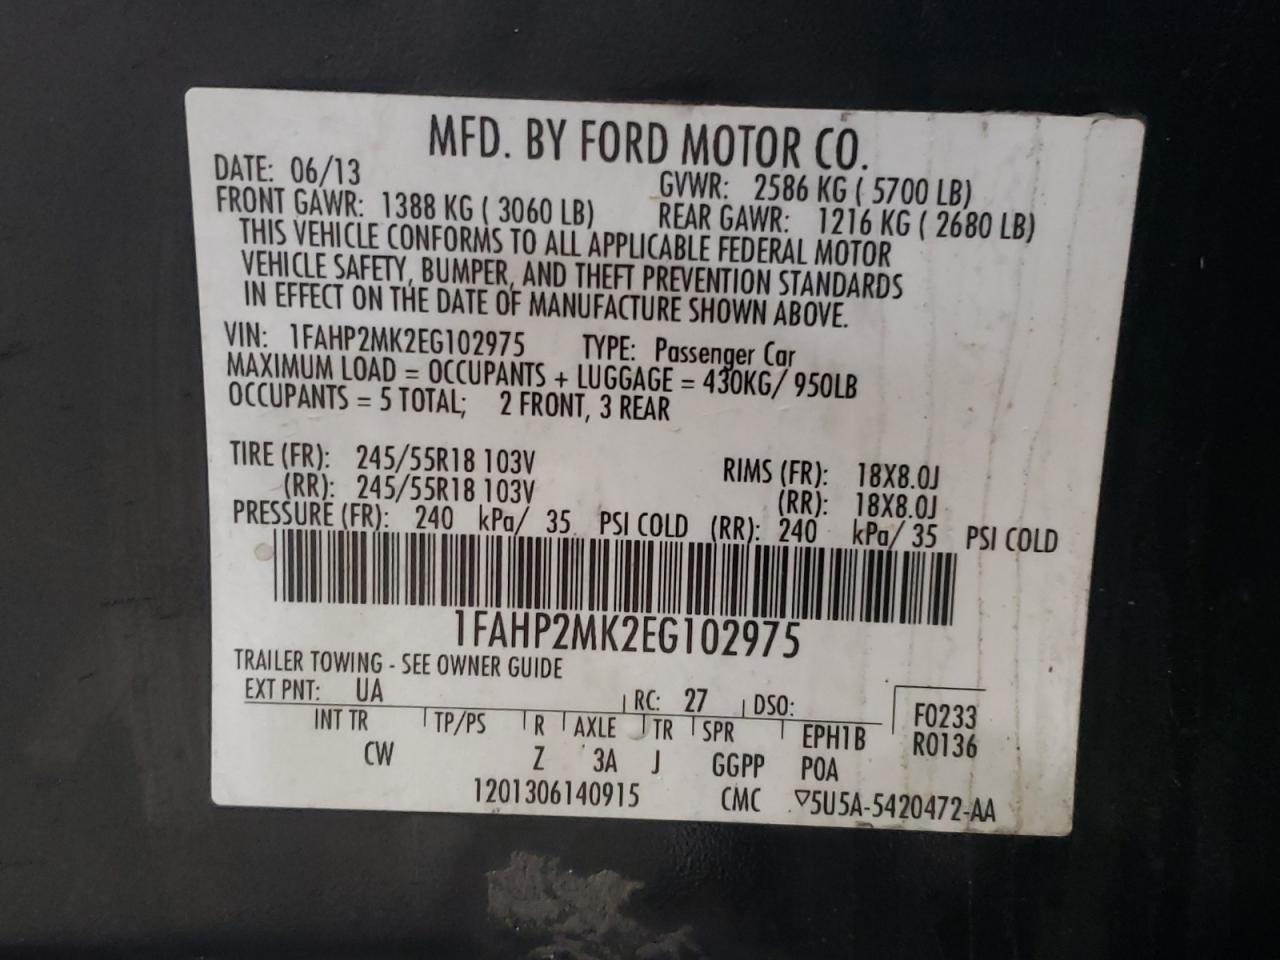 MFD. BY FORD MOTOR CO.
DATE: 06/13 GVWR: 2586 KG ( 5700 LB)
FRONT GAWR: 1388 KG ( 3060 LB) REAR GAWR: 1216 KG ( 2680 LB)
THIS VEHICLE CONFORMS TO ALL APPLICABLE FEDERAL MOTOR
VEHICLE SAFETY, BUMPER, AND THEFT PREVENTION STANDARDS
IN EFFECT ON THE DATE OF MANUFACTURE SHOWN ABOVE.
VIN: 1FAHP2MK2EG102975 TYPE: Passenger Car
MAXIMUM LOAD = OCCUPANTS + LUGGAGE = 430KG/ 950LB
OCCUPANTS = 5 TOTAL; 2 FRONT, 3 REAR
TIRE (FR): 245/55R18 103V RIMS (FR): 18X8.0J
(RR): 245/55R18 103V (RR): 18X8.0J
PRESSURE (FR): 240 kPa/ 35 PSI COLD (RR): 240 kPa/ 35 PSI COLD
1FAHP2MK2EG102975
TRAILER TOWING - SEE OWNER GUIDE
EXT PNT: UA RC: 27 DSO: F0233
INT TR TP/PS R AXLE TR SPR EPH1B R0136
CW Z 3A J GGPP POA
1201306140915 CMC ▽5U5A-5420472-AA